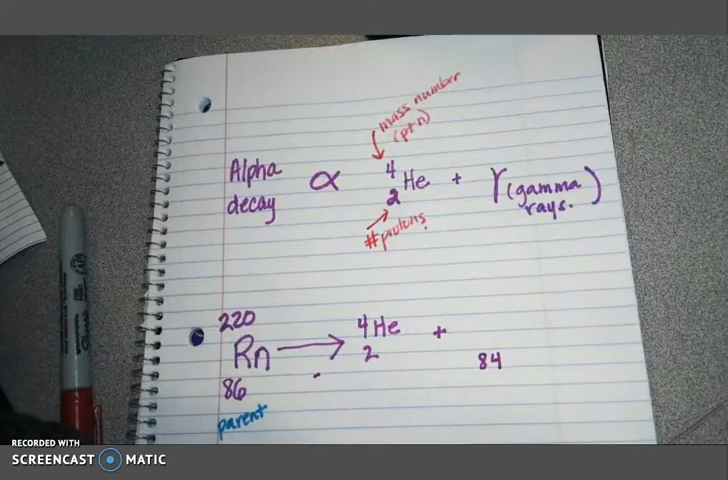 mass number
(p+n)
Alpha decay
α
4
2
He + γ (gamma rays.)
#protons.
220
Rn
86
→
4
2
He +
84
parent
RECORDED WITH
SCREENCAST MATIC